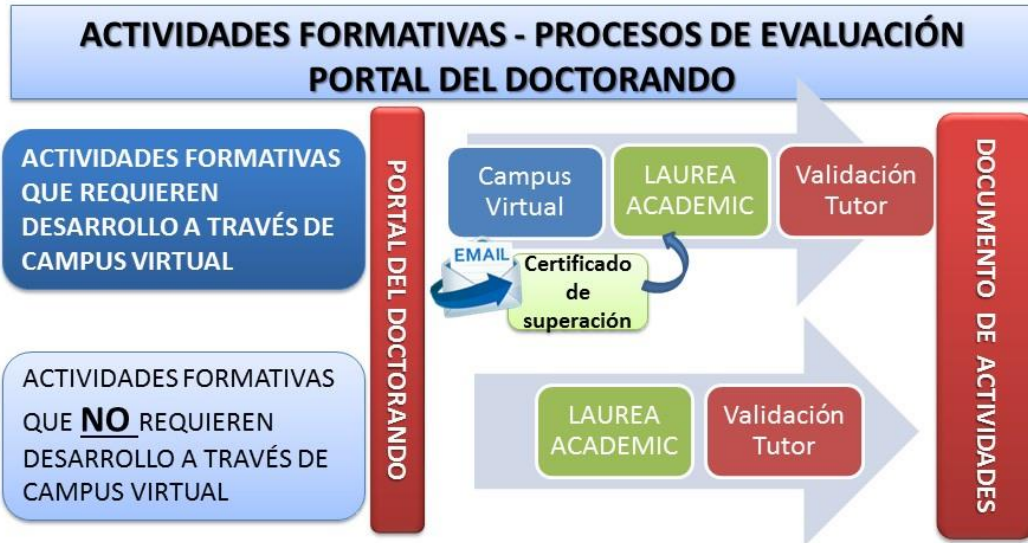 ACTIVIDADES FORMATIVAS - PROCESOS DE EVALUACIÓN
PORTAL DEL DOCTORANDO
ACTIVIDADES FORMATIVAS
QUE REQUIEREN
DESARROLLO A TRAVÉS DE
CAMPUS VIRTUAL
PORTAL DEL DOCTORANDO
Campus
Virtual
LAUREA
ACADEMIC
Validación
Tutor
EMAIL
Certificado
de
superación
ACTIVIDADES FORMATIVAS
QUE NO REQUIEREN
DESARROLLO A TRAVÉS DE
CAMPUS VIRTUAL
LAUREA
ACADEMIC
Validación
Tutor
DOCUMENTO DE ACTIVIDADES